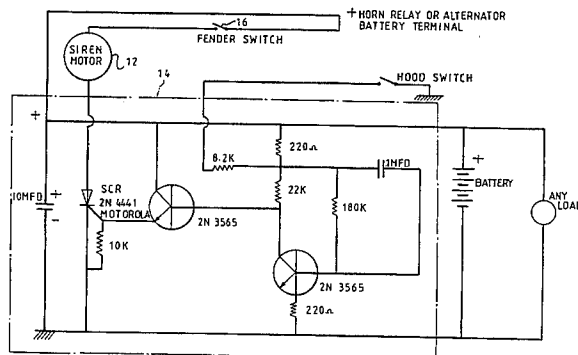 + HORN RELAY OR ALTERNATOR
BATTERY TERMINAL
16
FENDER SWITCH
SIREN
MOTOR
12
14
HOOD SWITCH
+
220Ω
8.2K
1MFD
+
10MFD
+
-
SCR
2N 4441
MOTOROLA
22K
2N 3565
180K
BATTERY
ANY
LOAD
10K
2N 3565
220Ω